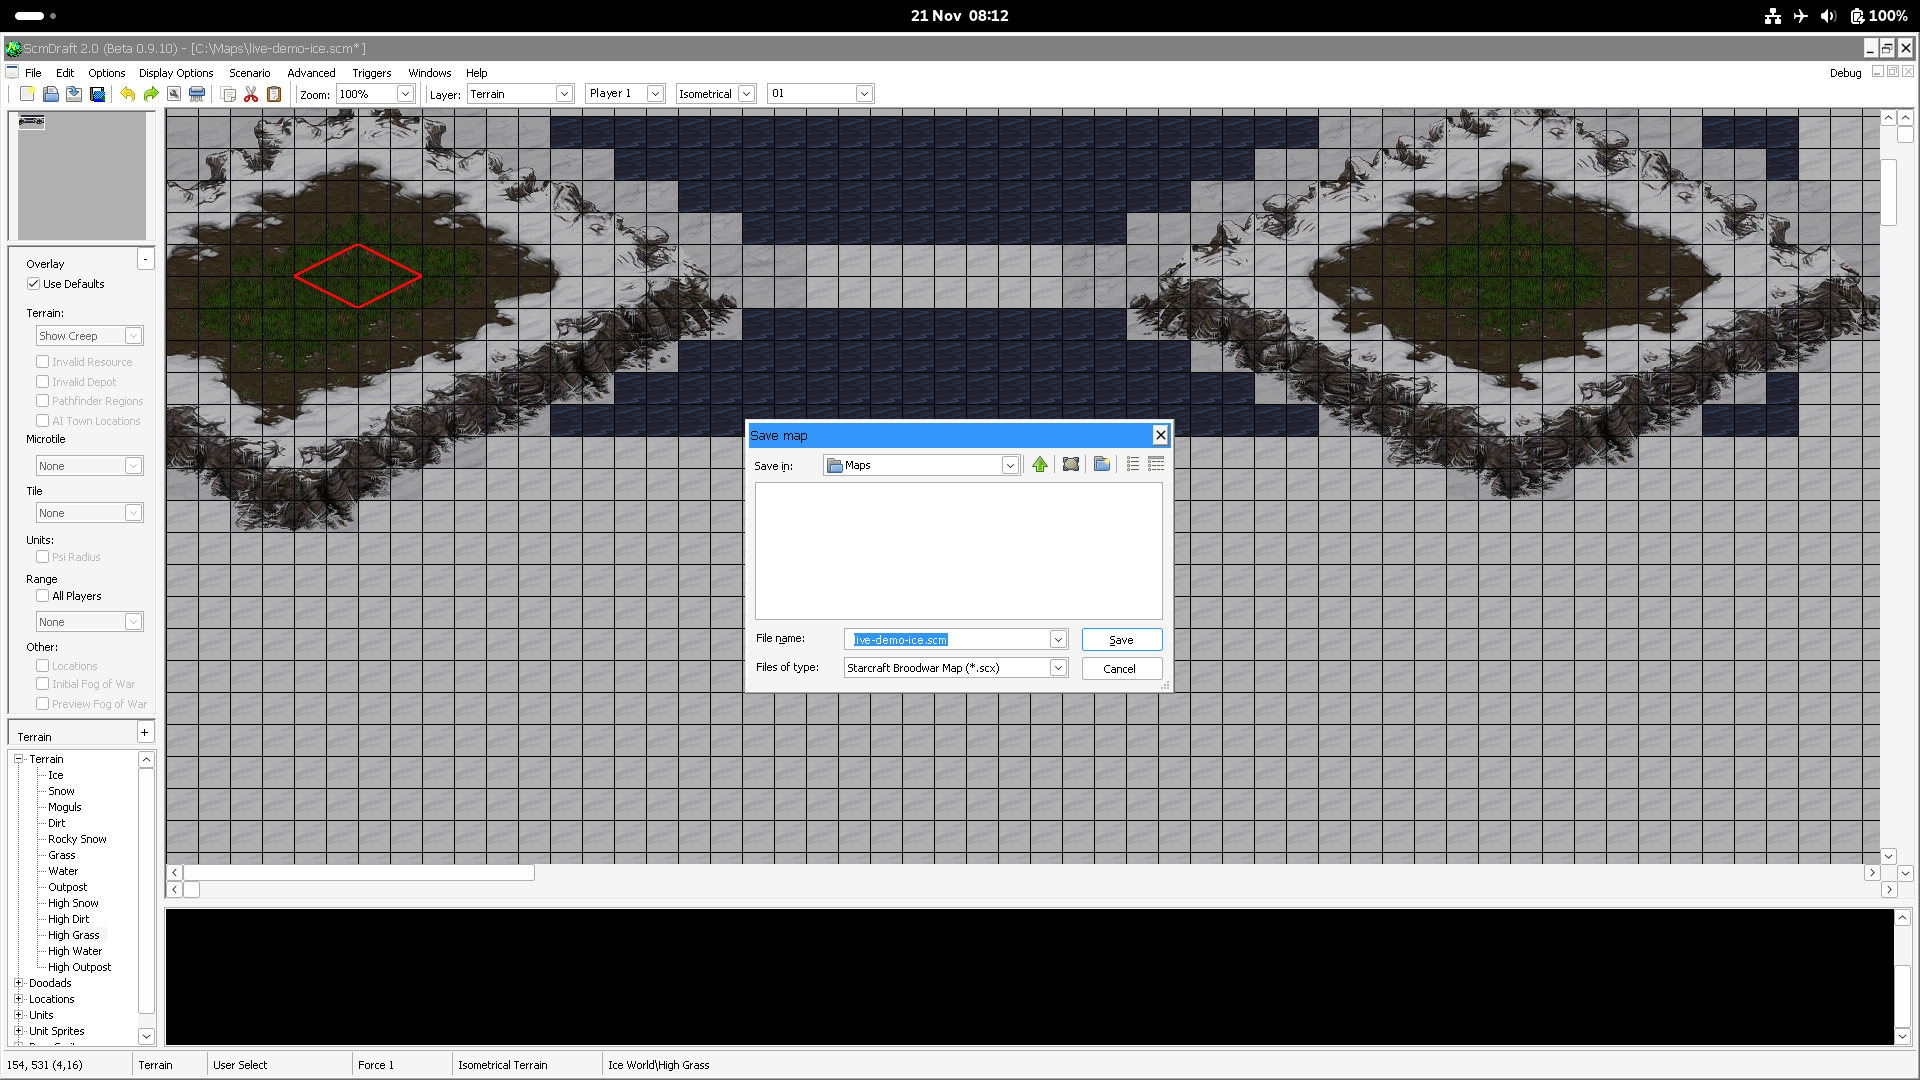 21 Nov 08:12
100%
ScmDraft 2.0 (Beta 0.9.10) - [C:\Maps\live-demo-ice.scm*]
File Edit Options Display Options Scenario Advanced Triggers Windows Help Debug
Zoom: 100% Layer: Terrain Player 1 Isometrical 01
Overlay
-
Use Defaults
Terrain:
Show Creep
Invalid Resource
Invalid Depot
Pathfinder Regions
AI Town Locations
Microtile
None
Tile
None
Units:
Psi Radius
Range
All Players
None
Other:
Locations
Initial Fog of War
Preview Fog of War
Terrain
+
Terrain
Ice
Snow
Moguls
Dirt
Rocky Snow
Grass
Water
Outpost
High Snow
High Dirt
High Grass
High Water
High Outpost
Doodads
Locations
Units
Unit Sprites
Save map
Save in: Maps
File name: live-demo-ice.scm Save
Files of type: Starcraft Broodwar Map (*.scx) Cancel
154, 531 (4,16) Terrain User Select Force 1 Isometrical Terrain Ice World\High Grass